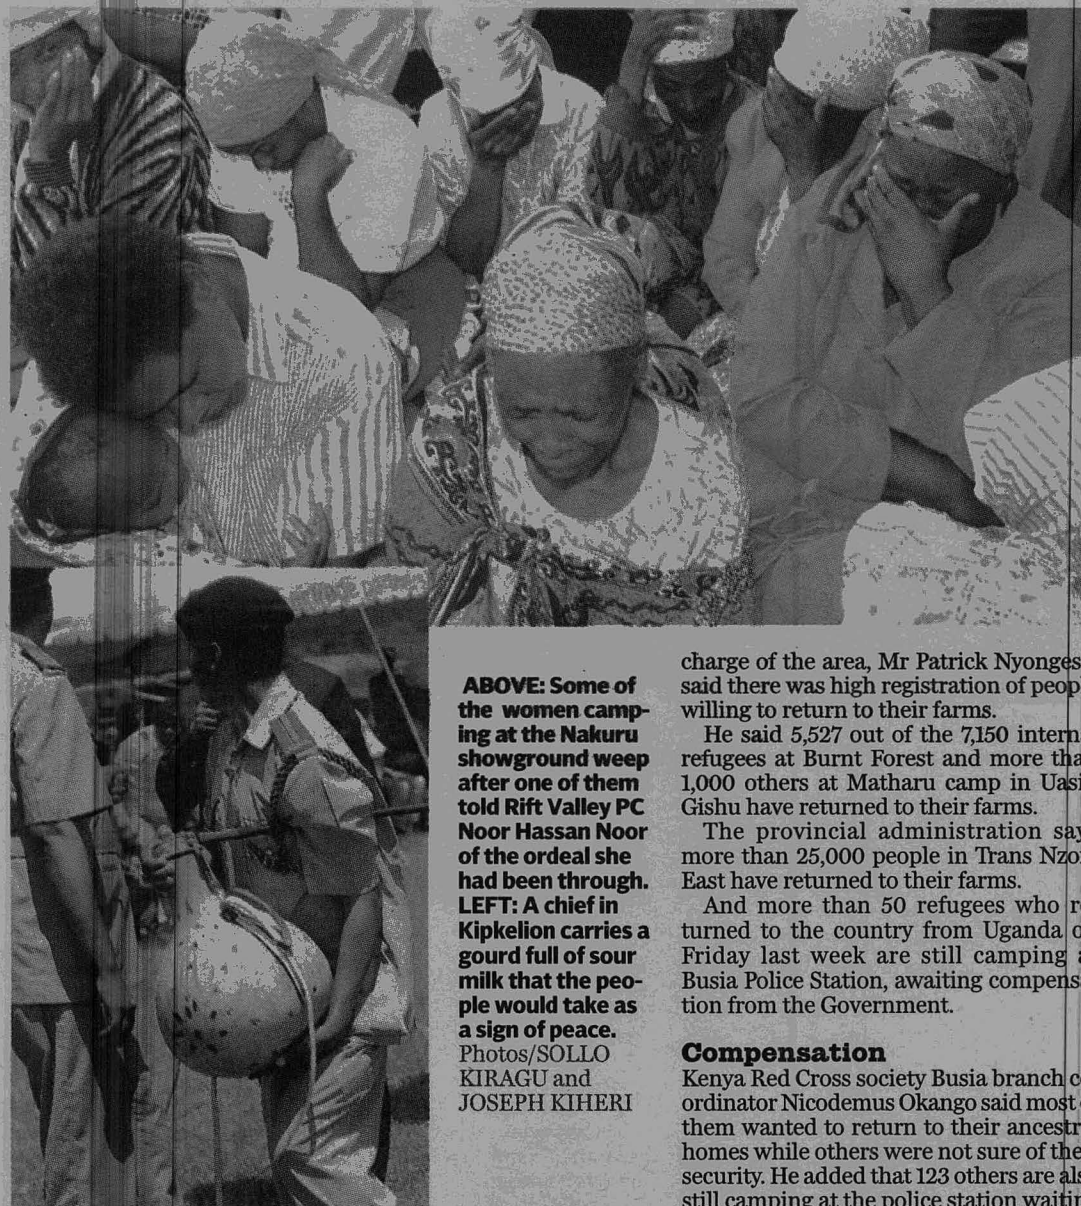 ABOVE: Some of
the women camp-
ing at the Nakuru
showground weep
after one of them
told Rift Valley PC
Noor Hassan Noor
of the ordeal she
had been through.
LEFT: A chief in
Kipkelion carries a
gourd full of sour
milk that the peo-
ple would take as
a sign of peace.
Photos/SOLLO
KIRAGU and
JOSEPH KIHERI
charge of the area, Mr Patrick Nyonges
said there was high registration of peop
willing to return to their farms.
He said 5,527 out of the 7,150 intern
refugees at Burnt Forest and more tha
1,000 others at Matharu camp in Uasi
Gishu have returned to their farms.
The provincial administration say
more than 25,000 people in Trans Nzo
East have returned to their farms.
And more than 50 refugees who r
turned to the country from Uganda o
Friday last week are still camping a
Busia Police Station, awaiting compensa
tion from the Government.
Compensation
Kenya Red Cross society Busia branch c
ordinator Nicodemus Okango said most
them wanted to return to their ancestr
homes while others were not sure of the
security. He added that 123 others are als
still camping at the police station waitin